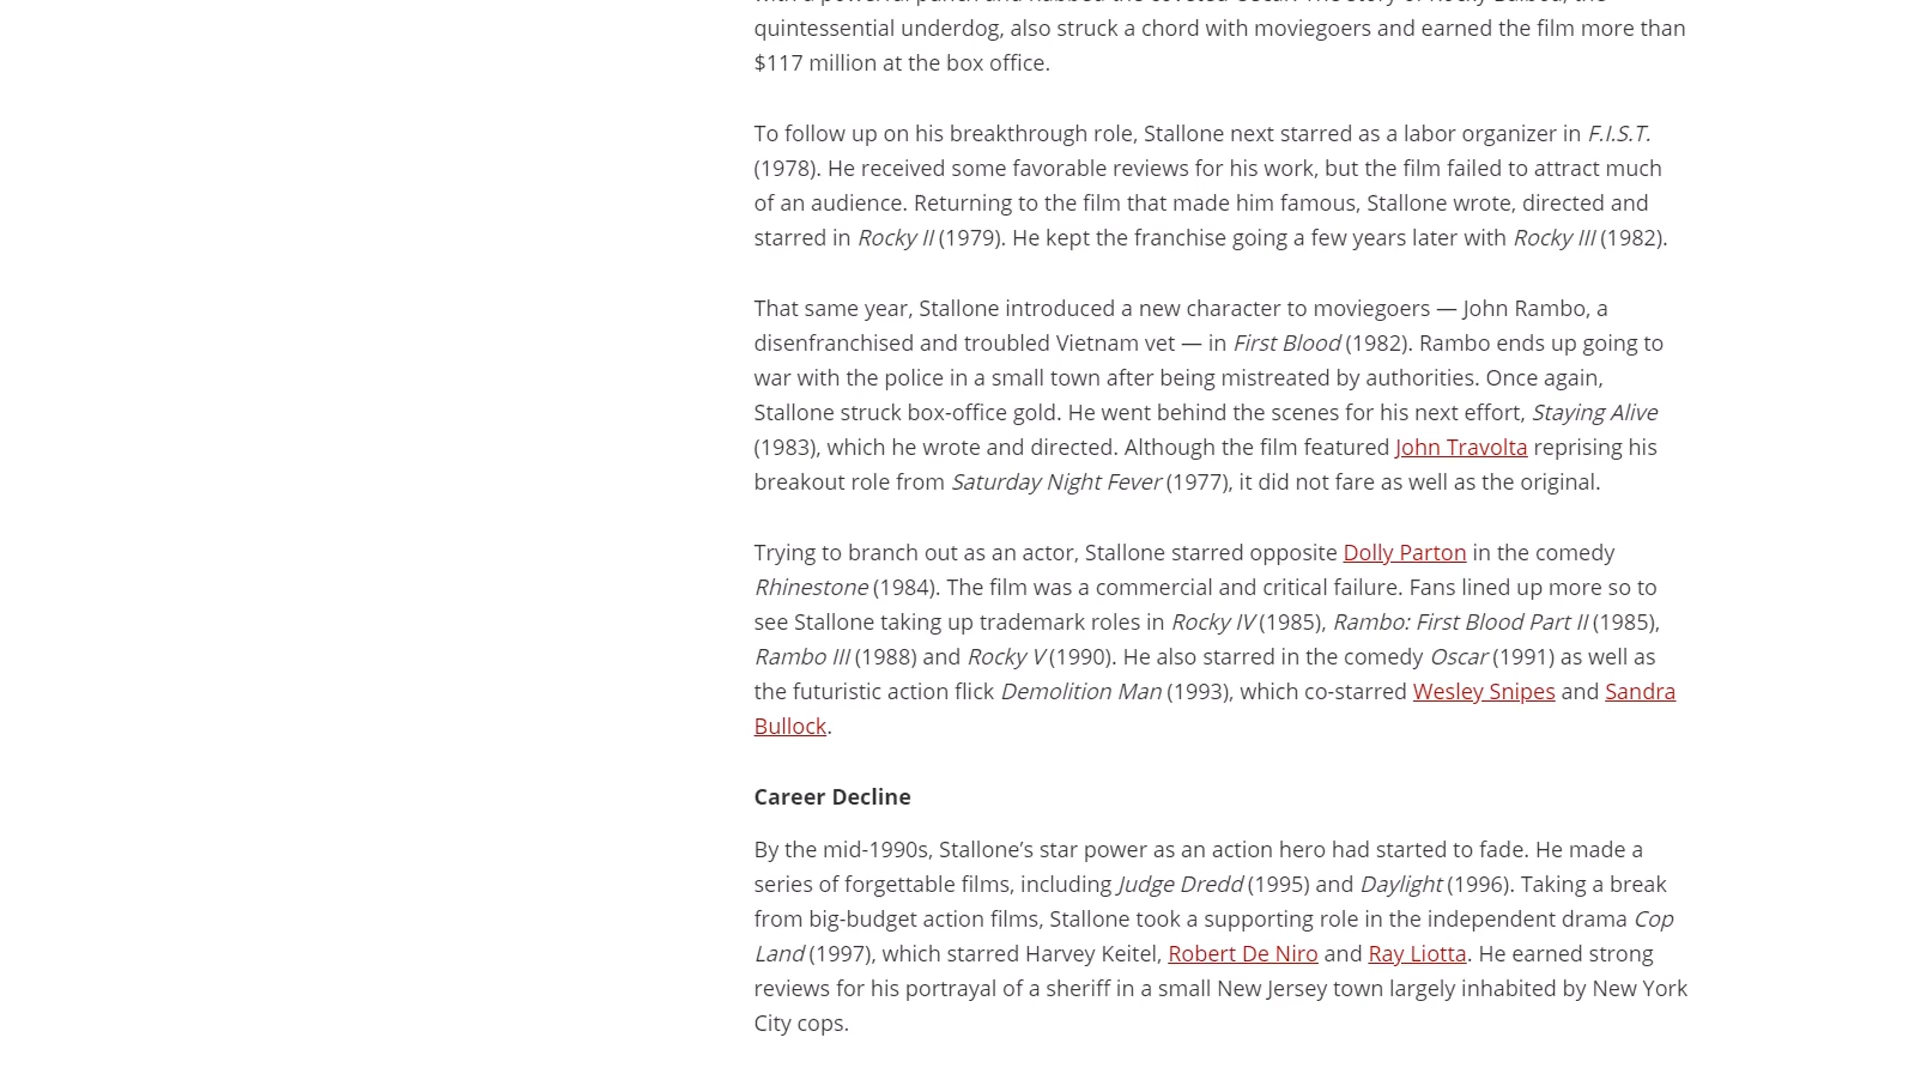 quintessential underdog, also struck a chord with moviegoers and earned the film more than
$117 million at the box office.
To follow up on his breakthrough role, Stallone next starred as a labor organizer in F.I.S.T.
(1978). He received some favorable reviews for his work, but the film failed to attract much
of an audience. Returning to the film that made him famous, Stallone wrote, directed and
starred in Rocky II (1979). He kept the franchise going a few years later with Rocky III (1982).
That same year, Stallone introduced a new character to moviegoers — John Rambo, a
disenfranchised and troubled Vietnam vet — in First Blood (1982). Rambo ends up going to
war with the police in a small town after being mistreated by authorities. Once again,
Stallone struck box-office gold. He went behind the scenes for his next effort, Staying Alive
(1983), which he wrote and directed. Although the film featured John Travolta reprising his
breakout role from Saturday Night Fever (1977), it did not fare as well as the original.
Trying to branch out as an actor, Stallone starred opposite Dolly Parton in the comedy
Rhinestone (1984). The film was a commercial and critical failure. Fans lined up more so to
see Stallone taking up trademark roles in Rocky IV (1985), Rambo: First Blood Part II (1985),
Rambo III (1988) and Rocky V (1990). He also starred in the comedy Oscar (1991) as well as
the futuristic action flick Demolition Man (1993), which co-starred Wesley Snipes and Sandra
Bullock.
Career Decline
By the mid-1990s, Stallone’s star power as an action hero had started to fade. He made a
series of forgettable films, including Judge Dredd (1995) and Daylight (1996). Taking a break
from big-budget action films, Stallone took a supporting role in the independent drama Cop
Land (1997), which starred Harvey Keitel, Robert De Niro and Ray Liotta. He earned strong
reviews for his portrayal of a sheriff in a small New Jersey town largely inhabited by New York
City cops.